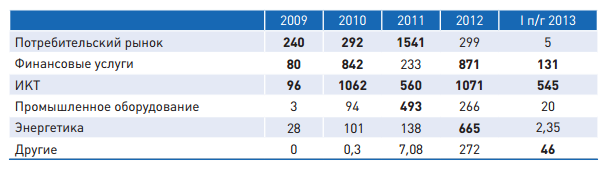 2009 2010 2011 2012 I п/г 2013
Потребительский рынок 240 292 1541 299 5
Финансовые услуги 80 842 233 871 131
ИКТ 96 1062 560 1071 545
Промышленное оборудование 3 94 493 266 20
Энергетика 28 101 138 665 2,35
Другие 0 0,3 7,08 272 46